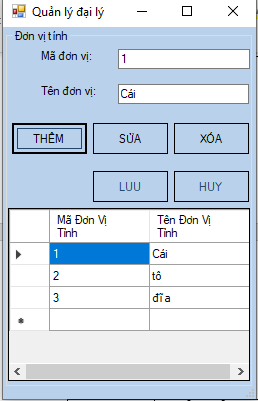 Quản lý đại lý
Đơn vị tính
Mã đơn vị:
1
Tên đơn vị:
Cái
THÊM
SỬA
XÓA
LUU
HUY
Mã Đơn Vị Tính
Tên Đơn Vị Tính
1
Cái
2
tô
3
đĩa